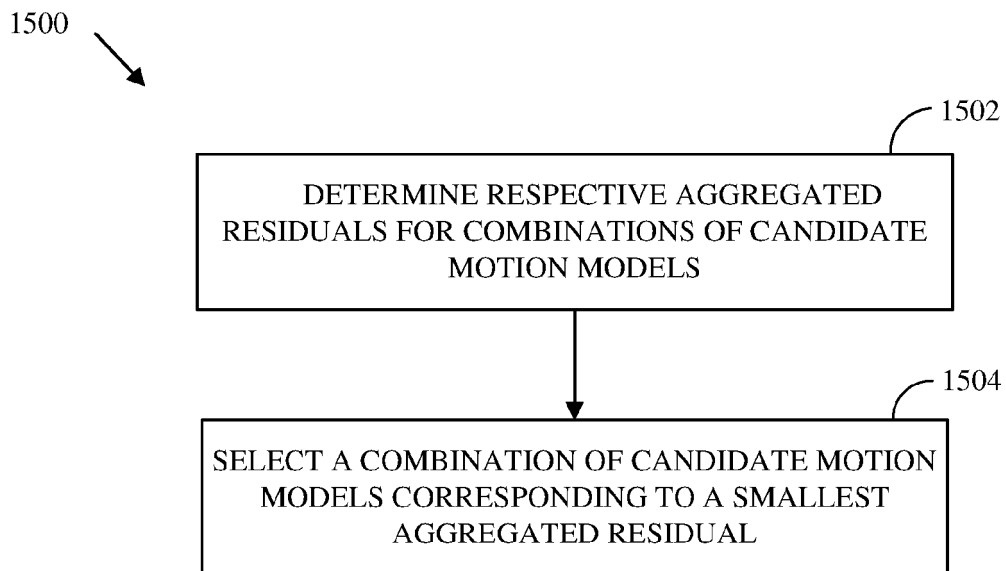 1500
1502
DETERMINE RESPECTIVE AGGREGATED
RESIDUALS FOR COMBINATIONS OF CANDIDATE
MOTION MODELS
1504
SELECT A COMBINATION OF CANDIDATE MOTION
MODELS CORRESPONDING TO A SMALLEST
AGGREGATED RESIDUAL